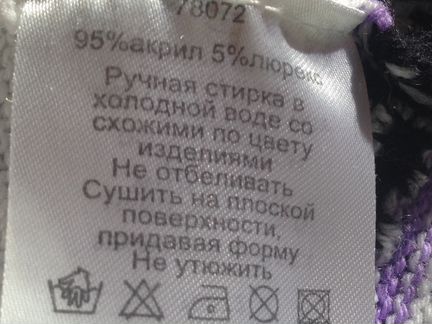 78072
95%акрил 5%люрекс
Ручная стирка в
холодной воде со
схожими по цвету
изделиями
Не отбеливать
Сушить на плоской
поверхности,
придавая форму
Не утюжить